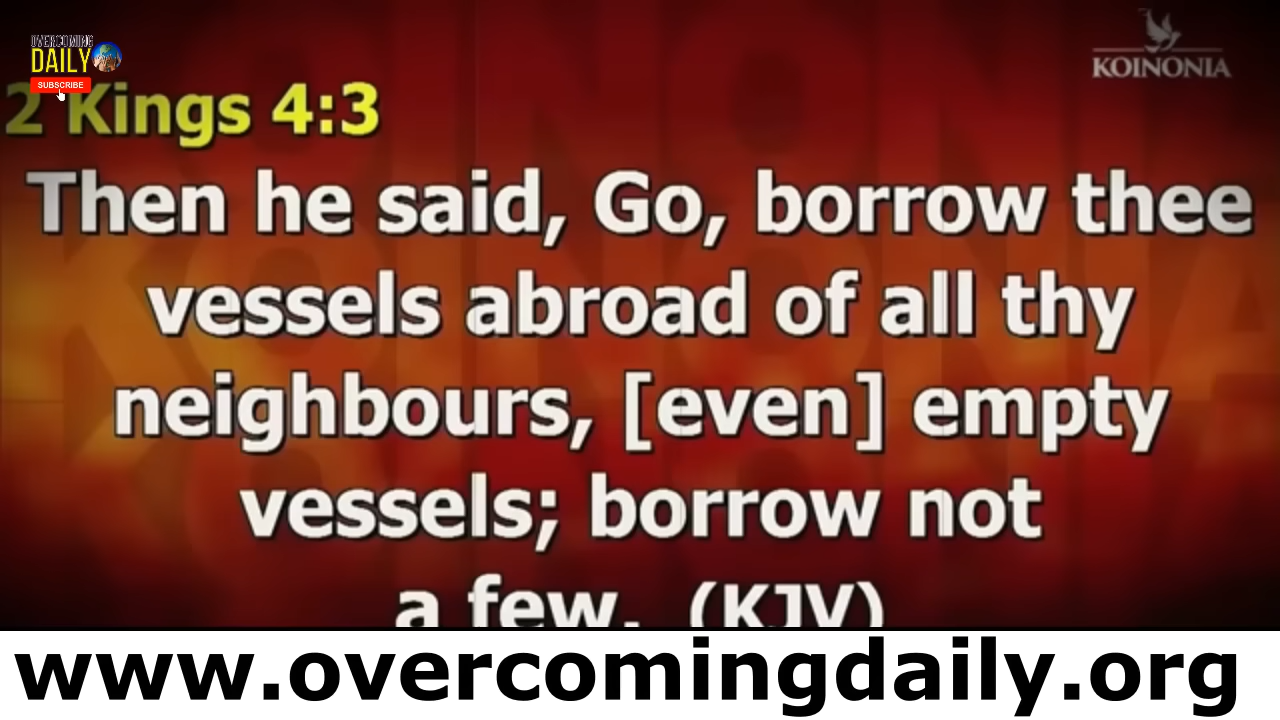 OVERCOMING
DAILY
SUBSCRIBE
KOINONIA
2 Kings 4:3
Then he said, Go, borrow thee
vessels abroad of all thy
neighbours, [even] empty
vessels; borrow not
a few. (KJV)
www.overcomingdaily.org